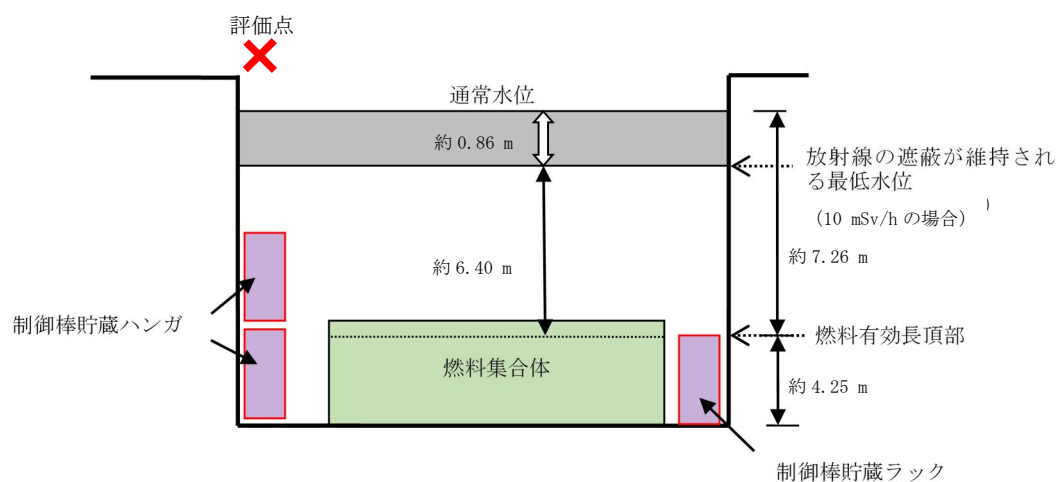 評価点
通常水位
約 0.86 m
放射線の遮蔽が維持され
る最低水位
(10 mSv/h の場合)
約 7.26 m
約 6.40 m
制御棒貯蔵ハンガ
燃料有効長頂部
燃料集合体
約 4.25 m
制御棒貯蔵ラック